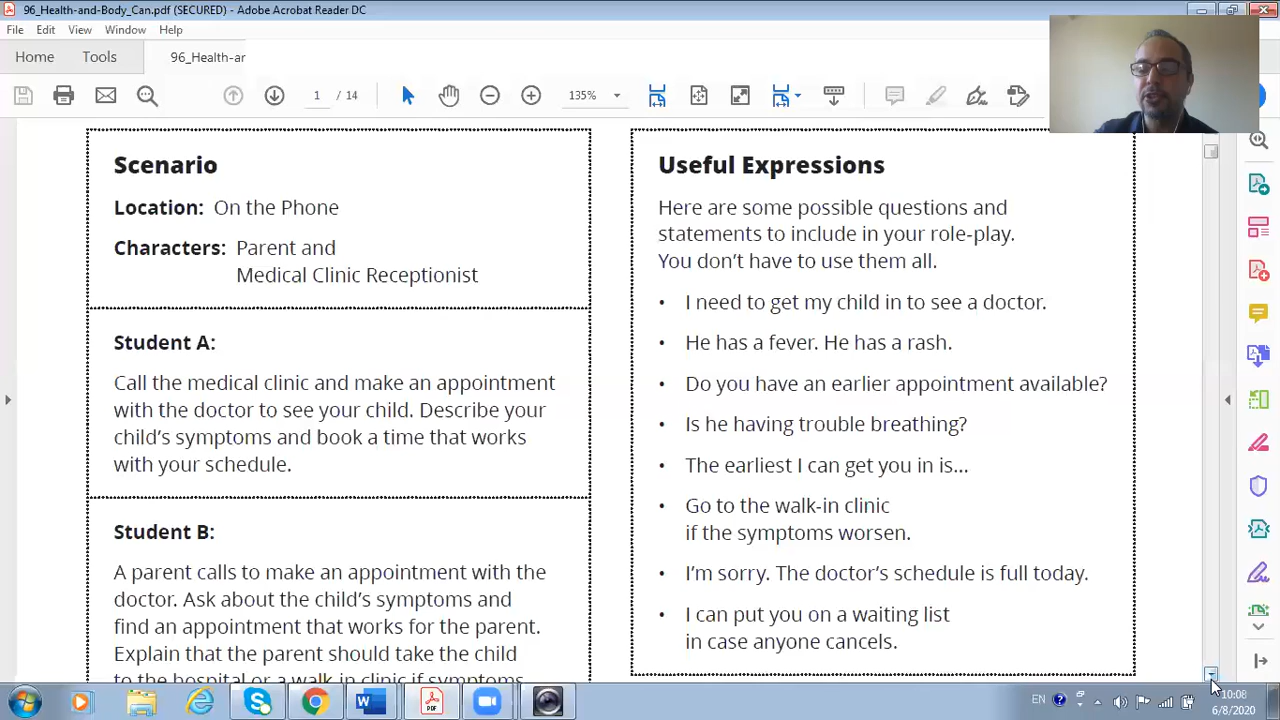 96_Health-and-Body_Can.pdf (SECURED) - Adobe Acrobat Reader DC
File Edit View Window Help
Home Tools 96_Health-ar
1 / 14 135%
Scenario
Location: On the Phone
Characters: Parent and
Medical Clinic Receptionist
Student A:
Call the medical clinic and make an appointment
with the doctor to see your child. Describe your
child's symptoms and book a time that works
with your schedule.
Student B:
A parent calls to make an appointment with the
doctor. Ask about the child's symptoms and
find an appointment that works for the parent.
Explain that the parent should take the child
to the hospital or a walk-in clinic if symptoms
Useful Expressions
Here are some possible questions and
statements to include in your role-play.
You don't have to use them all.
• I need to get my child in to see a doctor.
• He has a fever. He has a rash.
• Do you have an earlier appointment available?
• Is he having trouble breathing?
• The earliest I can get you in is...
• Go to the walk-in clinic
if the symptoms worsen.
• I'm sorry. The doctor's schedule is full today.
• I can put you on a waiting list
in case anyone cancels.
EN 10:08
6/8/2020